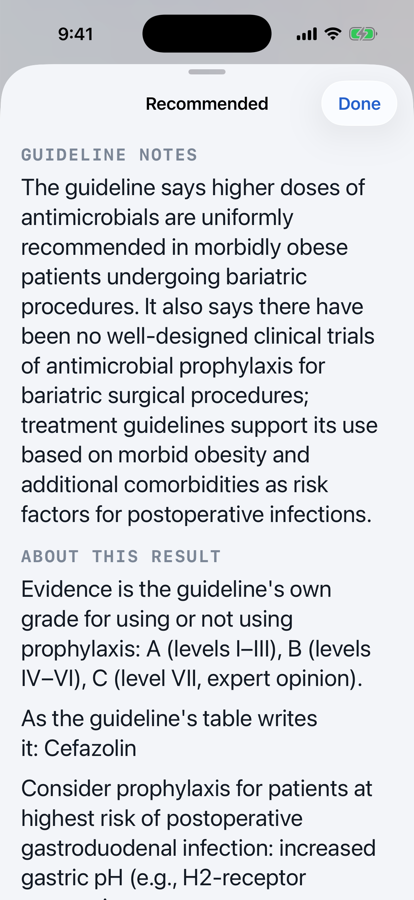 9:41
Recommended
Done
GUIDELINE NOTES
The guideline says higher doses of
antimicrobials are uniformly
recommended in morbidly obese
patients undergoing bariatric
procedures. It also says there have
been no well-designed clinical trials
of antimicrobial prophylaxis for
bariatric surgical procedures;
treatment guidelines support its use
based on morbid obesity and
additional comorbidities as risk
factors for postoperative infections.
ABOUT THIS RESULT
Evidence is the guideline's own
grade for using or not using
prophylaxis: A (levels I–III), B (levels
IV–VI), C (level VII, expert opinion).
As the guideline's table writes
it: Cefazolin
Consider prophylaxis for patients at
highest risk of postoperative
gastroduodenal infection: increased
gastric pH (e.g., H2-receptor